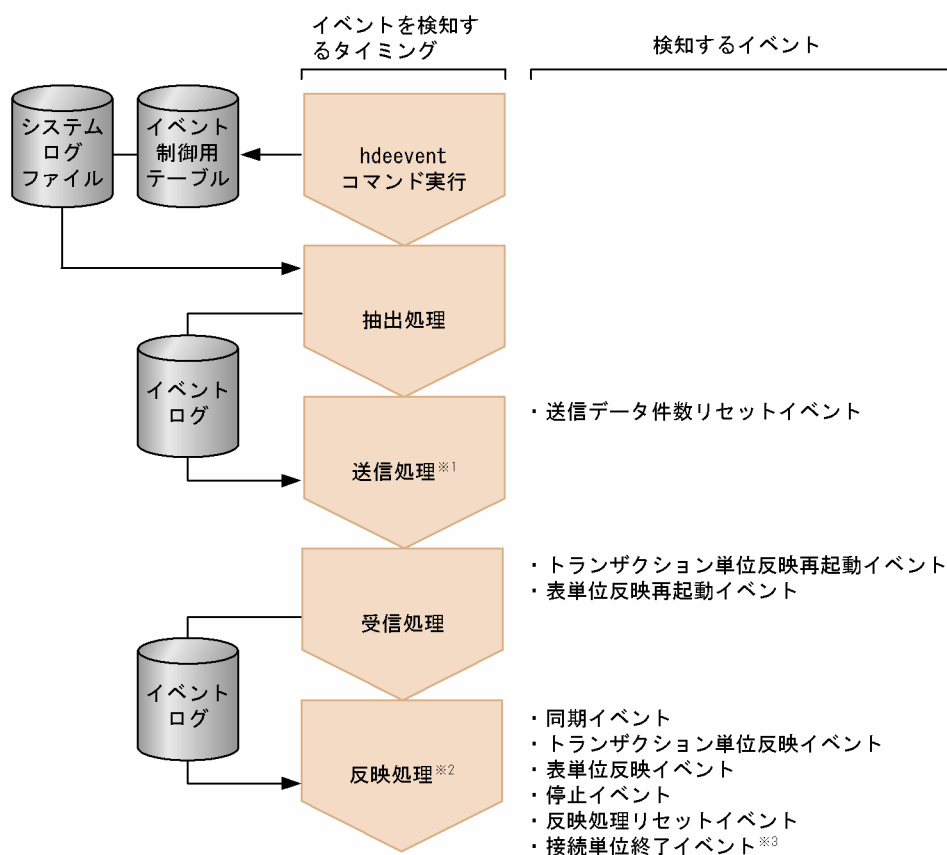 イベントを検知す
るタイミング
検知するイベント
システム
ログ
ファイル
イベント
制御用
テーブル
hdeevent
コマンド実行
抽出処理
イベント
ログ
・送信データ件数リセットイベント
送信処理※1
・トランザクション単位反映再起動イベント
・表単位反映再起動イベント
受信処理
イベント
ログ
反映処理※2
・同期イベント
・トランザクション単位反映イベント
・表単位反映イベント
・停止イベント
・反映処理リセットイベント
・接続単位終了イベント※3